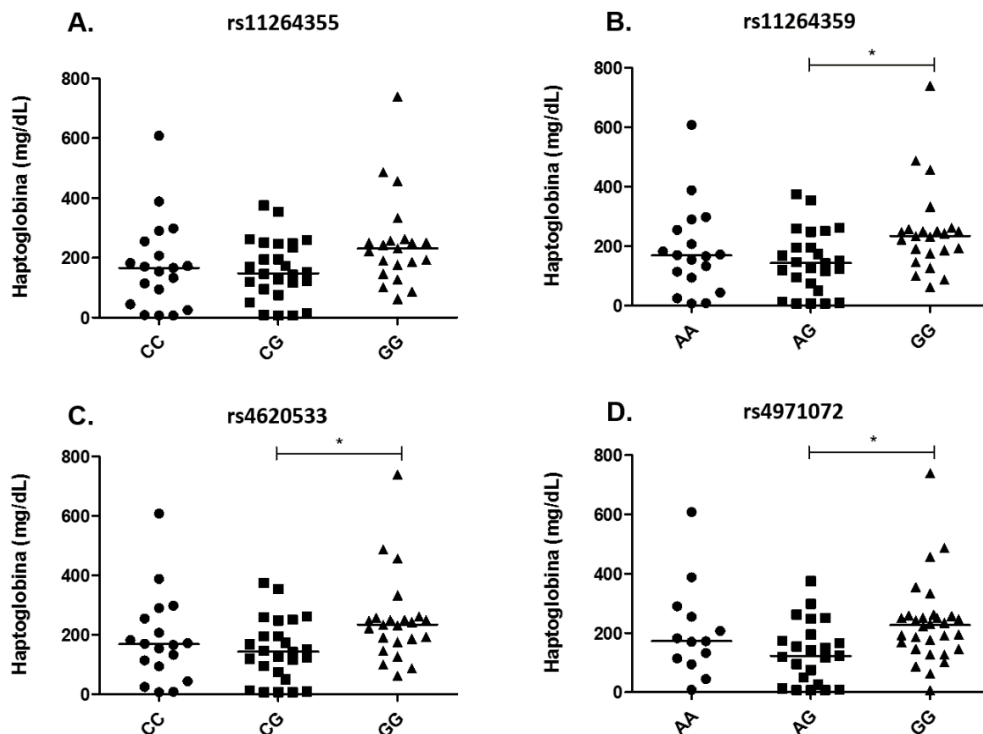 A.
rs11264355
Haptoglobina (mg/dL)
800
600
400
200
0
CC
CG
GG
B.
rs11264359
*
Haptoglobina (mg/dL)
800
600
400
200
0
AA
AG
GG
C.
rs4620533
*
Haptoglobina (mg/dL)
800
600
400
200
0
CC
CG
GG
D.
rs4971072
*
Haptoglobina (mg/dL)
800
600
400
200
0
AA
AG
GG